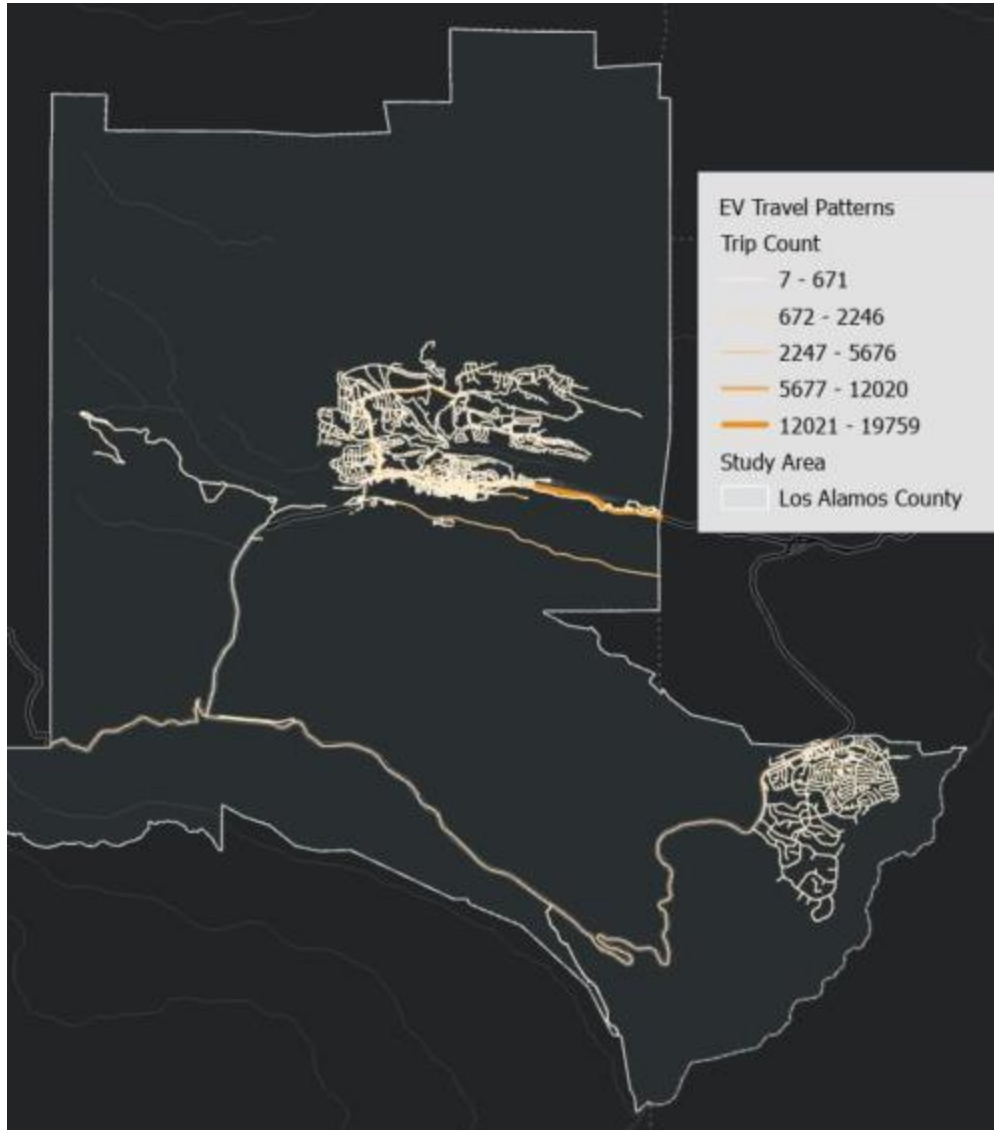 EV Travel Patterns
Trip Count
7 - 671
672 - 2246
2247 - 5676
5677 - 12020
12021 - 19759
Study Area
Los Alamos County